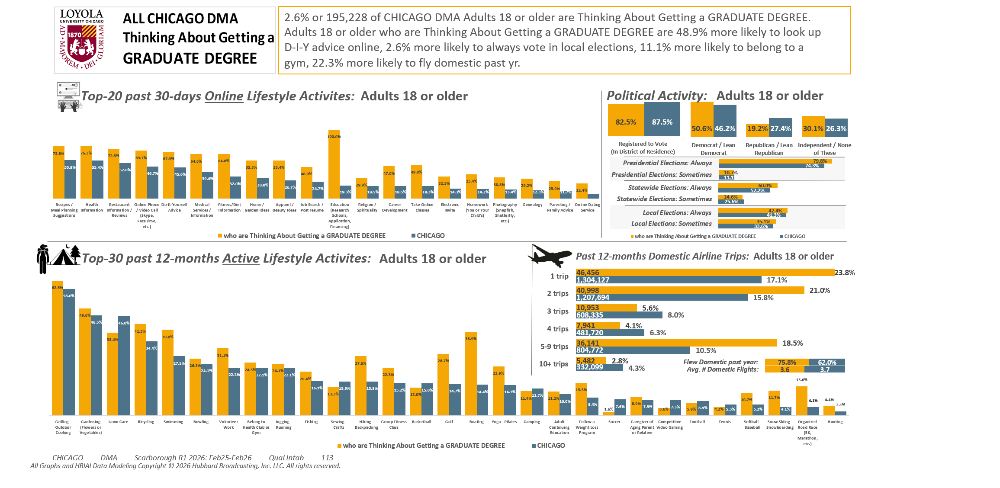 LOYOLA
UNIVERSITY CHICAGO
1870
AD • MAJOREM • DEI • GLORIAM
ALL CHICAGO DMA
Thinking About Getting a
GRADUATE DEGREE
2.6% or 195,228 of CHICAGO DMA Adults 18 or older are Thinking About Getting a GRADUATE DEGREE.
Adults 18 or older who are Thinking About Getting a GRADUATE DEGREE are 48.9% more likely to look up
D-I-Y advice online, 2.6% more likely to always vote in local elections, 11.1% more likely to belong to a
gym, 22.3% more likely to fly domestic past yr.
Top-20 past 30-days Online Lifestyle Activites: Adults 18 or older
75.8% 55.9% 76.3% 55.4% 72.3% 52.0% 69.7% 46.7% 67.9% 45.6% 64.6% 39.4% 64.8% 32.0% 55.5% 30.0% 55.4% 26.7% 46.0% 24.7% 100.0% 19.3% 29.9% 18.5% 47.0% 18.5% 49.0% 18.3% 32.5% 14.3% 35.4% 14.2% 30.8% 13.4% 29.2% 12.3% 25.0% 11.7% 22.4%
Recipes /
Meal Planning
Suggestions
Health
Information
Restaurant
Information /
Reviews
Online Phone
/ Video Call
(Skype,
FaceTime,
etc.)
Do-It-Yourself
Advice
Medical
Services /
Information
Fitness/Diet
Information
Home /
Garden Ideas
Apparel /
Beauty Ideas
Job Search /
Post resume
Education
(Research
Schools,
Application,
Financing)
Religion /
Spirituality
Career
Development
Take Online
Classes
Electronic
Invite
Homework
(You or Your
Child's)
Photography
(Snapfish,
Shutterfly,
etc.)
Genealogy
Parenting /
Family Advice
Online Dating
Service
who are Thinking About Getting a GRADUATE DEGREE CHICAGO
Political Activity: Adults 18 or older
82.5% 87.5% 50.6% 46.2% 19.2% 27.4% 30.1% 26.3%
Registered to Vote
(In District of Residence)
Democrat / Lean
Democrat
Republican / Lean
Republican
Independent / None
of These
Presidential Elections: Always 79.8% 74.3%
Presidential Elections: Sometimes 10.7% 11.1%
Statewide Elections: Always 60.0% 52.2%
Statewide Elections: Sometimes 24.6% 25.6%
Local Elections: Always 42.4% 41.3%
Local Elections: Sometimes 35.1% 33.6%
who are Thinking About Getting a GRADUATE DEGREE CHICAGO
Top-30 past 12-months Active Lifestyle Activites: Adults 18 or older
62.5% 58.6% 49.6% 46.5% 38.4% 46.0% 42.3% 34.4% 39.8% 27.5% 26.5% 24.1% 31.1% 22.2% 24.5% 22.1% 24.1% 22.1% 20.4% 16.1% 13.3% 15.9% 27.6% 15.8% 22.3% 15.2% 13.0% 15.0% 28.7% 14.7% 38.9% 14.4% 22.9% 14.3% 11.4% 12.7% 11.2% 10.0% 15.3% 8.4% 1.6% 7.6% 8.9% 7.5% 3.6% 7.3% 5.8% 6.9% 4.2% 5.3% 10.7% 5.3% 11.7% 4.1% 13.6% 4.1% 4.4% 2.1%
Grilling -
Outdoor
Cooking
Gardening
(Flowers or
Vegetables)
Lawn Care
Bicycling
Swimming
Bowling
Volunteer
Work
Belong to
Health Club or
Gym
Jogging -
Running
Fishing
Sewing -
Crafts
Hiking -
Backpacking
Group Fitness
Class
Basketball
Golf
Boating
Yoga - Pilates
Camping
Adult
Continuing
Education
Follow a
Weight Loss
Program
Soccer
Caregiver of
Aging Parent
or Relative
Competitive
Video Gaming
Football
Tennis
Softball -
Baseball
Snow Skiing -
Snowboarding
Organized
Road Race
(5K,
Marathon,
etc.)
Hunting
who are Thinking About Getting a GRADUATE DEGREE CHICAGO
Past 12-months Domestic Airline Trips: Adults 18 or older
1 trip 46,456 23.8% 1,304,127 17.1%
2 trips 40,998 21.0% 1,207,694 15.8%
3 trips 10,953 5.6% 608,335 8.0%
4 trips 7,941 4.1% 481,720 6.3%
5-9 trips 36,141 18.5% 804,772 10.5%
10+ trips 5,482 2.8% 332,099 4.3%
Flew Domestic past year: 75.8% 62.0%
Avg. # Domestic Flights: 3.6 3.7
CHICAGO DMA Scarborough R1 2026: Feb25-Feb26 Qual Intab 113
All Graphs and HBIAI Data Modeling Copyright © 2026 Hubbard Broadcasting, Inc. LLC. All rights reserved.